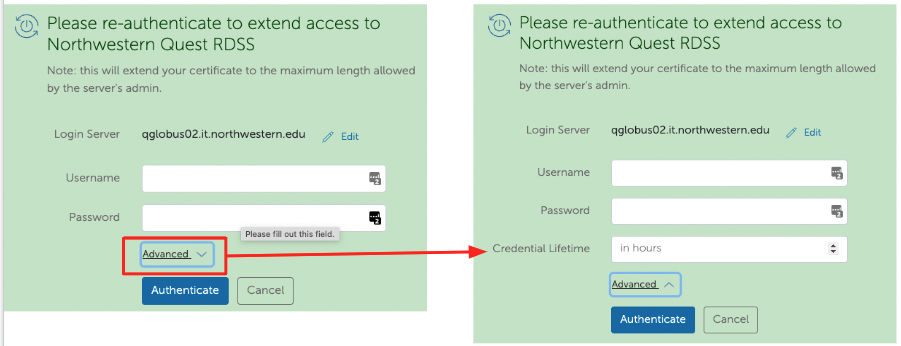 Please re-authenticate to extend access to
Northwestern Quest RDSS
Note: this will extend your certificate to the maximum length allowed
by the server's admin.
Login Server qglobus02.it.northwestern.edu Edit
Username
Password
Please fill out this field.
Advanced
Authenticate Cancel
Please re-authenticate to extend access to
Northwestern Quest RDSS
Note: this will extend your certificate to the maximum length allowed
by the server's admin.
Login Server qglobus02.it.northwestern.edu Edit
Username
Password
Credential Lifetime in hours
Advanced
Authenticate Cancel